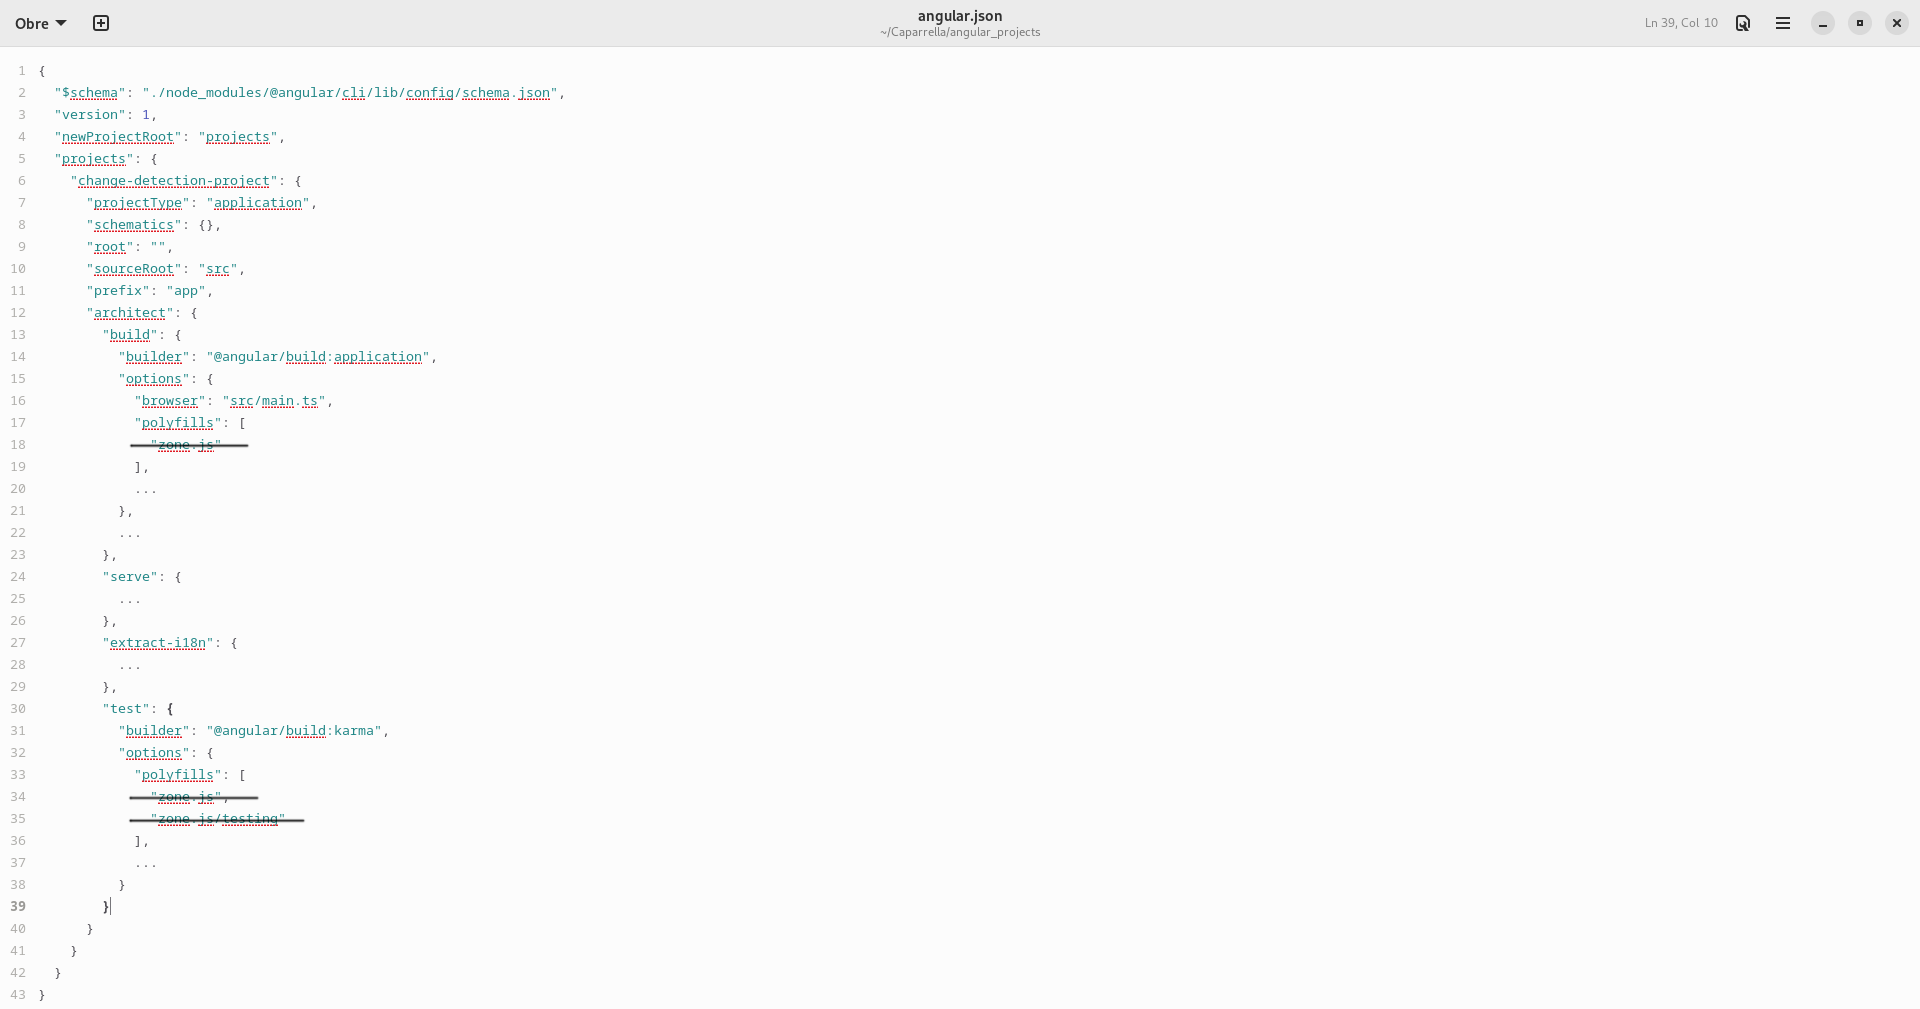 Obre
angular.json
~/Caparrella/angular_projects
Ln 39, Col 10
1 {
2   "$schema": "./node_modules/@angular/cli/lib/config/schema.json",
3   "version": 1,
4   "newProjectRoot": "projects",
5   "projects": {
6     "change-detection-project": {
7       "projectType": "application",
8       "schematics": {},
9       "root": "",
10       "sourceRoot": "src",
11       "prefix": "app",
12       "architect": {
13         "build": {
14           "builder": "@angular/build:application",
15           "options": {
16             "browser": "src/main.ts",
17             "polyfills": [
18               "zone.js"
19             ],
20             ...
21           },
22           ...
23         },
24         "serve": {
25           ...
26         },
27         "extract-i18n": {
28           ...
29         },
30         "test": {
31           "builder": "@angular/build:karma",
32           "options": {
33             "polyfills": [
34               "zone.js",
35               "zone.js/testing"
36             ],
37             ...
38           }
39         }
40       }
41     }
42   }
43 }